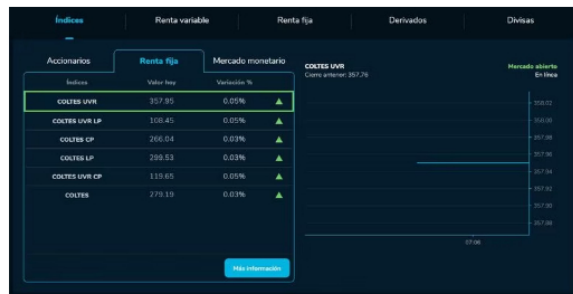 Índices Renta variable Renta fija Derivados Divisas
Accionarios Renta fija Mercado monetario
Índices Valor hoy Variación %
COLTES UVR 357.95 0.05%
COLTES UVR LP 108.45 0.05%
COLTES CP 266.04 0.03%
COLTES LP 299.53 0.03%
COLTES UVR CP 119.65 0.05%
COLTES 279.19 0.03%
Más información
COLTES UVR
Cierre anterior: 357.76
Mercado abierto
En línea
358.02
358.00
357.98
357.96
357.94
357.92
357.90
357.88
07:06